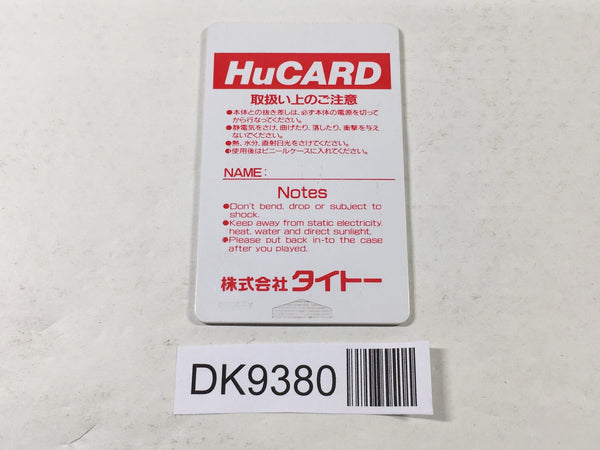 HuCARD
取扱い上のご注意
●本体との抜き差しは、必ず本体の電源を切って
から行なってください。
●静電気をさけ、曲げたり、落したり、衝撃を与え
ないでください。
●熱、水分、直射日光をさけてください。
●使用後はビニールケースに入れてください。
NAME:
Notes
●Don't bend, drop or subject to
shock.
●Keep away from static electricity,
heat, water and direct sunlight.
●Please put back in-to the case
after you played.
株式会社タイトー
DK9380